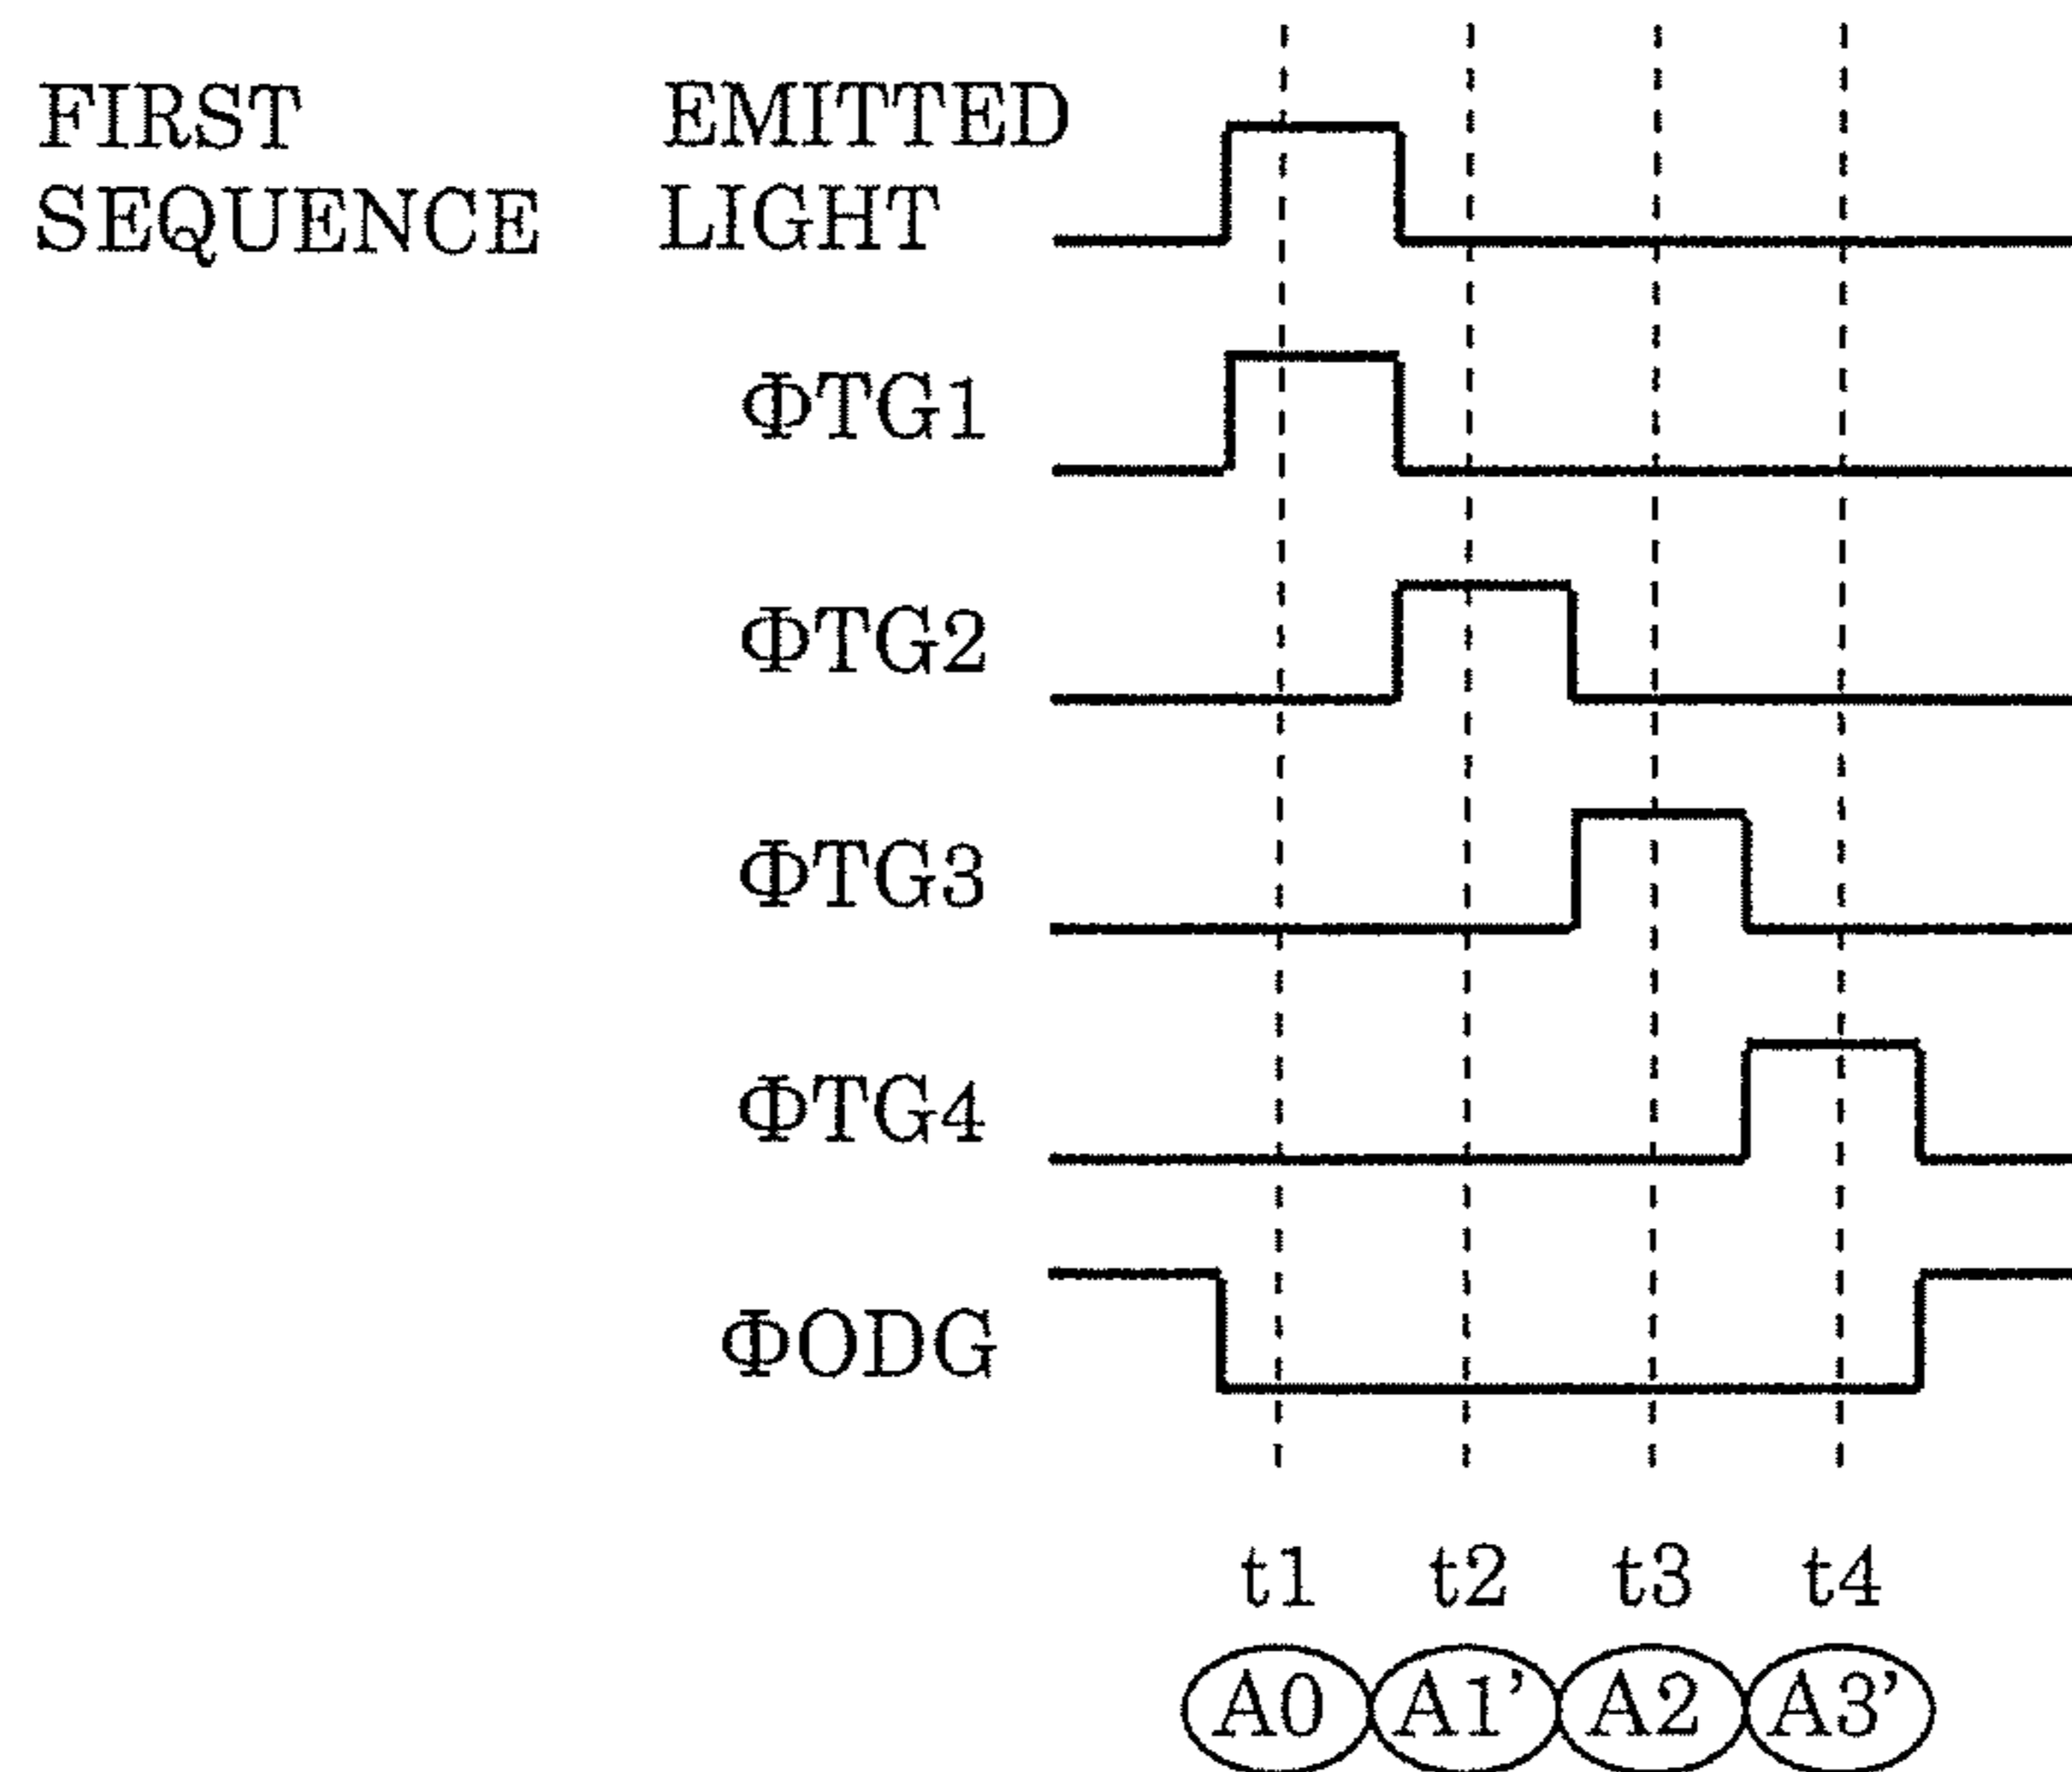 FIRST
SEQUENCE
EMITTED
LIGHT
ΦTG1
ΦTG2
ΦTG3
ΦTG4
ΦODG
t1 t2 t3 t4
A0 A1' A2 A3'